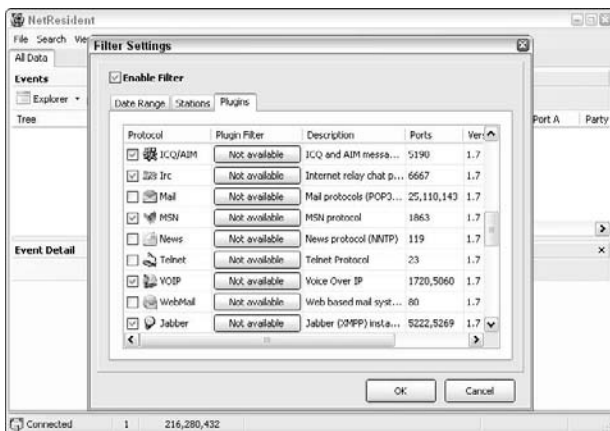 NetResident
File Search Vie
Filter Settings
All Data
Enable Filter
Events
Explorer
Date Range Stations Plugins
Tree
Port A Party
Protocol Plugin Filter Description Ports Ver
ICQ/AIM Not available ICQ and AIM messa... 5190 1.7
Irc Not available Internet relay chat p... 6667 1.7
Mail Not available Mail protocols (POP3... 25,110,143 1.7
MSN Not available MSN protocol 1863 1.7
News Not available News protocol (NNTP) 119 1.7
Event Detail
Telnet Not available Telnet Protocol 23 1.7
VOIP Not available Voice Over IP 1720,5060 1.7
WebMail Not available Web based mail syst... 80 1.7
Jabber Not available Jabber (XMPP) insta... 5222,5269 1.7
OK Cancel
Connected 1 216,280,432